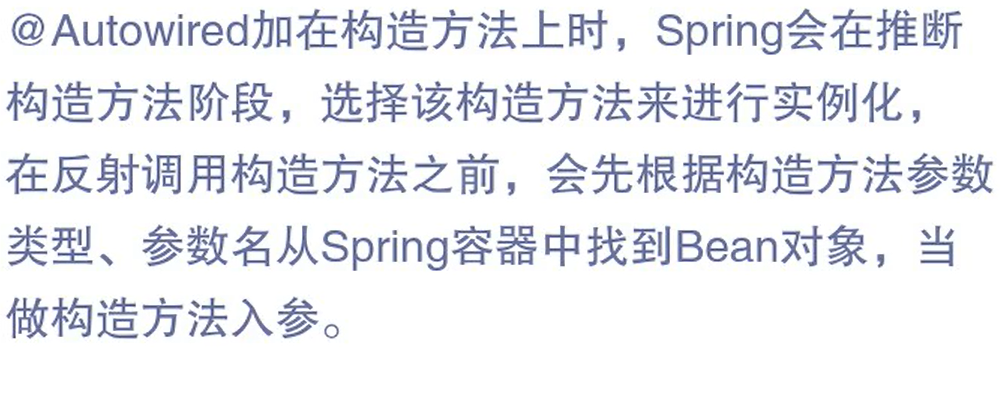 @Autowired加在构造方法上时，Spring会在推断
构造方法阶段，选择该构造方法来进行实例化，
在反射调用构造方法之前，会先根据构造方法参数
类型、参数名从Spring容器中找到Bean对象，当
做构造方法入参。